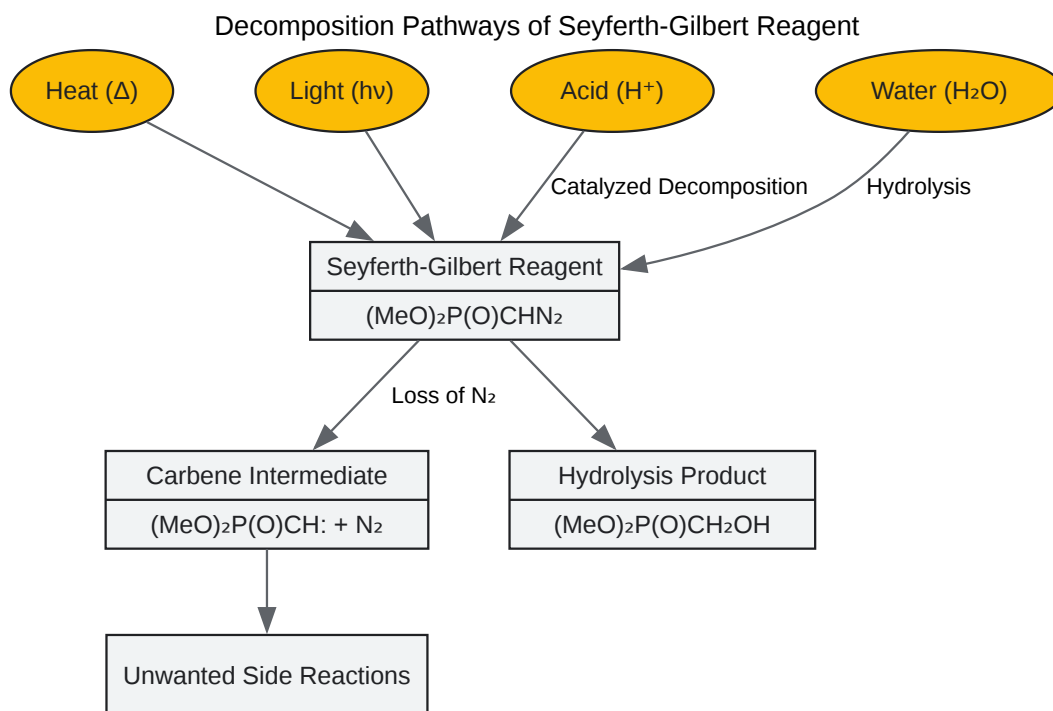 Decomposition Pathways of Seyferth-Gilbert Reagent
Heat (Δ)
Light (hν)
Acid (H⁺)
Water (H₂O)
Catalyzed Decomposition
Hydrolysis
Seyferth-Gilbert Reagent
(MeO)₂P(O)CHN₂
Loss of N₂
Carbene Intermediate
(MeO)₂P(O)CH: + N₂
Hydrolysis Product
(MeO)₂P(O)CH₂OH
Unwanted Side Reactions